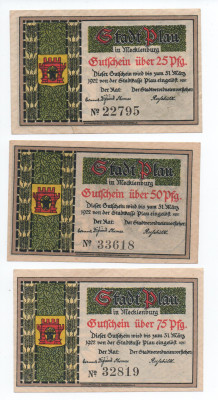 Stadt Plau
in Mecklenburg
Gutschein über 25 Pfg.
Dieser Gutschein wird bis zum 31. März
1922 von der Stadtkasse Plau eingelöst
Der Rat: Der Stadtverordnetenvorsteher:
No 22795
Stadt Plau
in Mecklenburg
Gutschein über 50 Pfg.
Dieser Gutschein wird bis zum 31. März
1922 von der Stadtkasse Plau eingelöst
Der Rat: Der Stadtverordnetenvorsteher:
No 33618
Stadt Plau
in Mecklenburg
Gutschein über 75 Pfg.
Dieser Gutschein wird bis zum 31. März
1922 von der Stadtkasse Plau eingelöst
Der Rat: Der Stadtverordnetenvorsteher:
No 32819